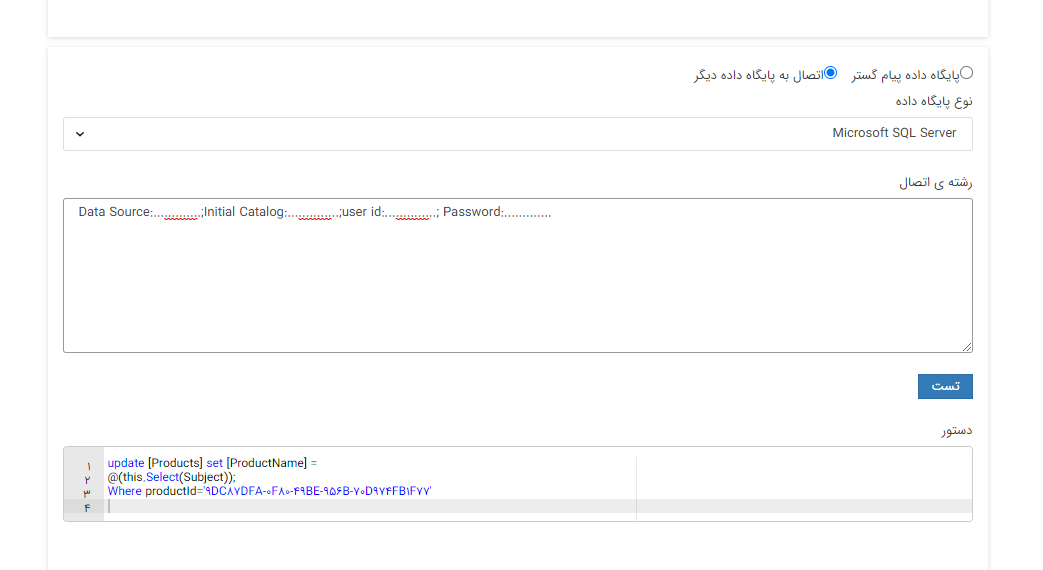 پایگاه داده پیام گستر اتصال به پایگاه داده دیگر
نوع پایگاه داده
Microsoft SQL Server
رشته ی اتصال
Data Source:.............;Initial Catalog:..............;user id:..............; Password:.............
تست
دستور
۱ update [Products] set [ProductName] =
۲ @(this.Select(Subject));
۳ Where productId='۹DC۸۷DFA-۰F۸۰-۴۹BE-۹۵۶B-۷۰D۹۷۴FB۱F۷۷'
۴